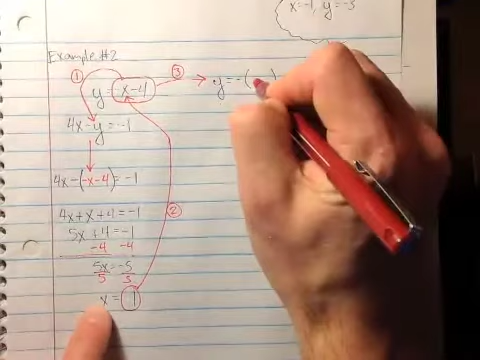 x=-1, y=-3
Example #2
① ③
y = -x-4 → y = -(
4x-y = -1
4x-(-x-4) = -1
4x+x+4 = -1
②
5x+4 = -1
-4 -4
5x = -5
5 5
x = -1